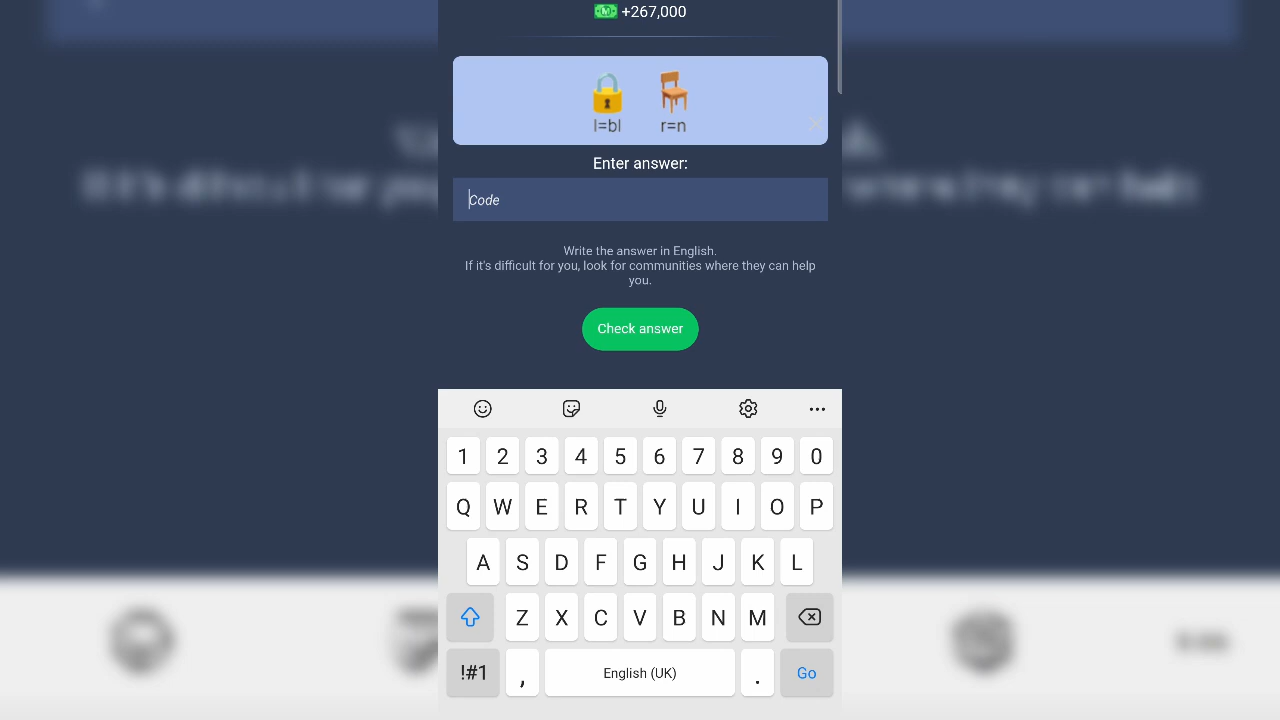 +267,000
l=bl r=n
Enter answer:
Code
Write the answer in English.
If it's difficult for you, look for communities where they can help
you.
Check answer
1 2 3 4 5 6 7 8 9 0
Q W E R T Y U I O P
A S D F G H J K L
Z X C V B N M
!#1 , English (UK) . Go